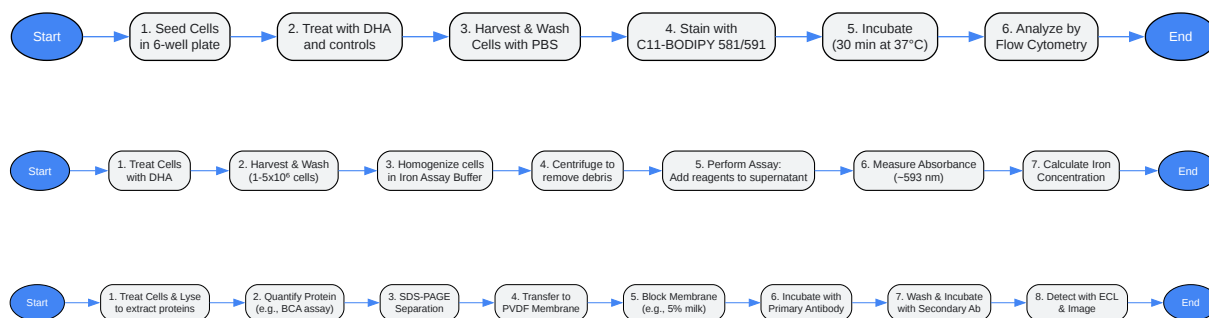 Start
1. Seed Cells
in 6-well plate
2. Treat with DHA
and controls
3. Harvest & Wash
Cells with PBS
4. Stain with
C11-BODIPY 581/591
5. Incubate
(30 min at 37°C)
6. Analyze by
Flow Cytometry
End
Start
1. Treat Cells
with DHA
2. Harvest & Wash
(1-5x10⁶ cells)
3. Homogenize cells
in Iron Assay Buffer
4. Centrifuge to
remove debris
5. Perform Assay:
Add reagents to supernatant
6. Measure Absorbance
(~593 nm)
7. Calculate Iron
Concentration
End
Start
1. Treat Cells & Lyse
to extract proteins
2. Quantify Protein
(e.g., BCA assay)
3. SDS-PAGE
Separation
4. Transfer to
PVDF Membrane
5. Block Membrane
(e.g., 5% milk)
6. Incubate with
Primary Antibody
7. Wash & Incubate
with Secondary Ab
8. Detect with ECL
& Image
End